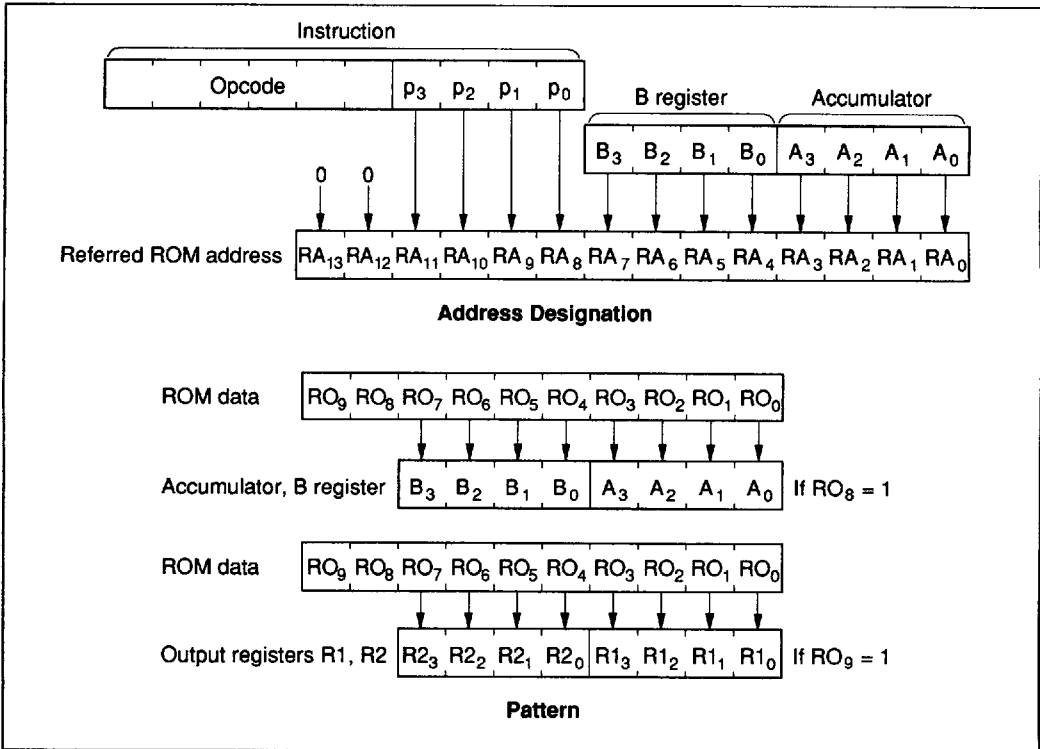 Instruction
Opcode p3 p2 p1 p0
B register Accumulator
B3 B2 B1 B0 A3 A2 A1 A0
0 0
Referred ROM address RA13 RA12 RA11 RA10 RA9 RA8 RA7 RA6 RA5 RA4 RA3 RA2 RA1 RA0
Address Designation
ROM data RO9 RO8 RO7 RO6 RO5 RO4 RO3 RO2 RO1 RO0
Accumulator, B register B3 B2 B1 B0 A3 A2 A1 A0 If RO8 = 1
ROM data RO9 RO8 RO7 RO6 RO5 RO4 RO3 RO2 RO1 RO0
Output registers R1, R2 R23 R22 R21 R20 R13 R12 R11 R10 If RO9 = 1
Pattern